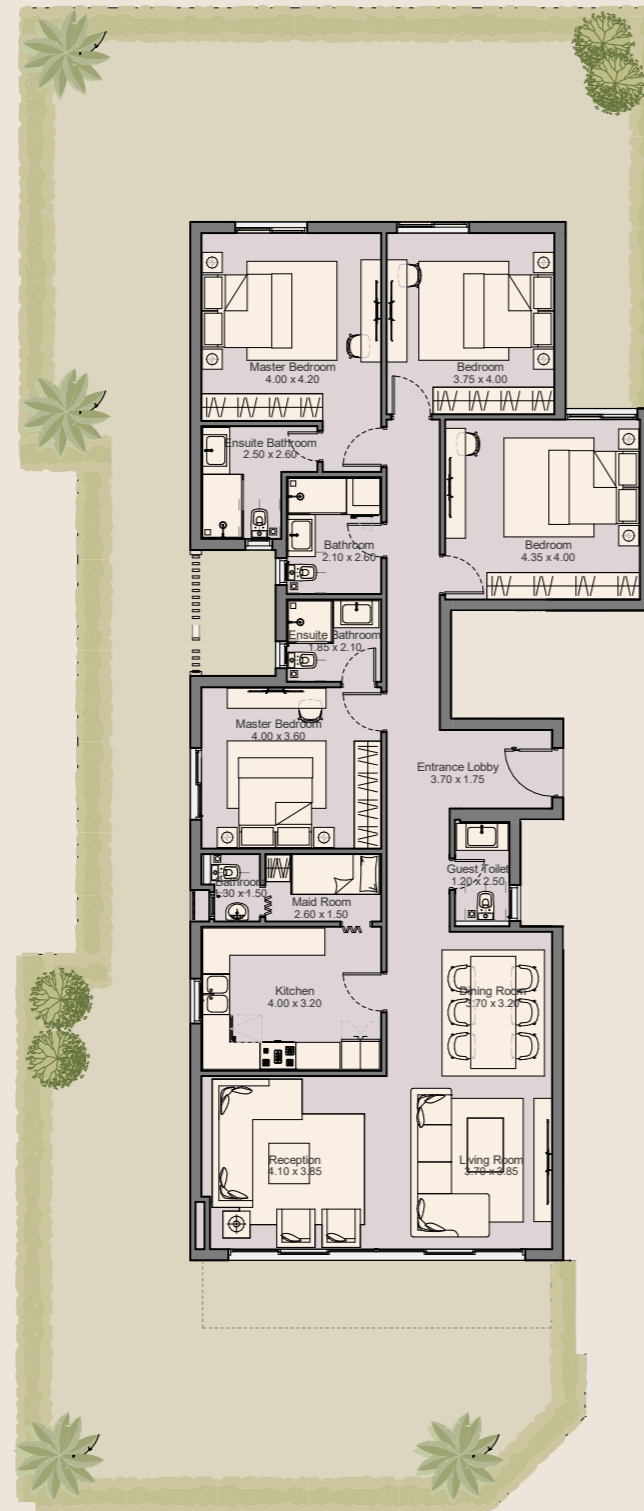 Master Bedroom
4.00 x 4.20
Bedroom
3.75 x 4.00
Ensuite Bathroom
2.50 x 2.60
Bathroom
2.10 x 2.60
Bedroom
4.35 x 4.00
Ensuite Bathroom
1.85 x 2.10
Master Bedroom
4.00 x 3.60
Entrance Lobby
3.70 x 1.75
Guest Toilet
1.20 x 2.50
Bathroom
1.30 x 1.50
Maid Room
2.60 x 1.50
Kitchen
4.00 x 3.20
Dining Room
3.70 x 3.20
Reception
4.10 x 3.85
Living Room
3.70 x 3.85